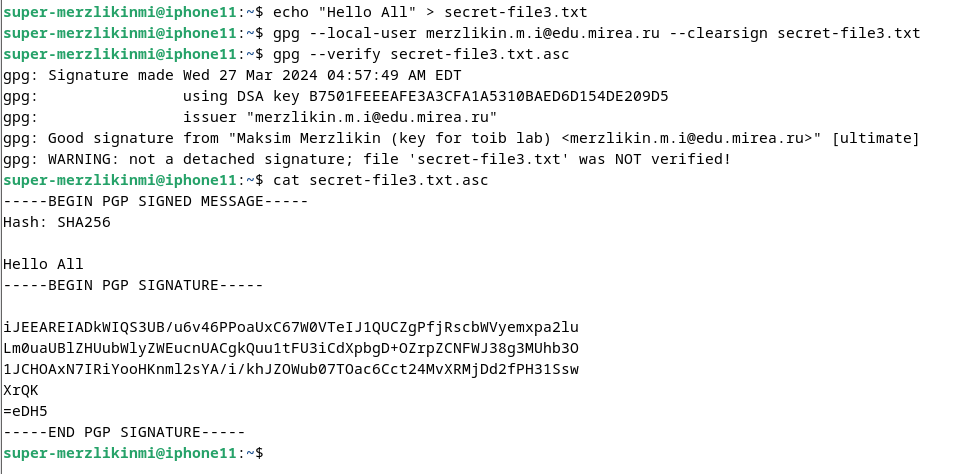 super-merzlikinmi@iphone11:~$ echo "Hello All" > secret-file3.txt
super-merzlikinmi@iphone11:~$ gpg --local-user merzlikin.m.i@edu.mirea.ru --clearsign secret-file3.txt
super-merzlikinmi@iphone11:~$ gpg --verify secret-file3.txt.asc
gpg: Signature made Wed 27 Mar 2024 04:57:49 AM EDT
gpg:                using DSA key B7501FEEEAFE3A3CFA1A5310BAED6D154DE209D5
gpg:                issuer "merzlikin.m.i@edu.mirea.ru"
gpg: Good signature from "Maksim Merzlikin (key for toib lab) <merzlikin.m.i@edu.mirea.ru>" [ultimate]
gpg: WARNING: not a detached signature; file 'secret-file3.txt' was NOT verified!
super-merzlikinmi@iphone11:~$ cat secret-file3.txt.asc
-----BEGIN PGP SIGNED MESSAGE-----
Hash: SHA256

Hello All
-----BEGIN PGP SIGNATURE-----

iJEEAREIADkWIQS3UB/u6v46PPoaUxC67W0VTeIJ1QUCZgPfjRscbWVyemxpa2lu
Lm0uaUBlZHUubWlyZWEucnUACgkQuu1tFU3iCdXpbgD+OZrpZCNFWJ38g3MUhb3O
1JCHOAxN7IRiYooHKnml2sYA/i/khJZOWub07TOac6Cct24MvXRMjDd2fPH31Ssw
XrQK
=eDH5
-----END PGP SIGNATURE-----
super-merzlikinmi@iphone11:~$